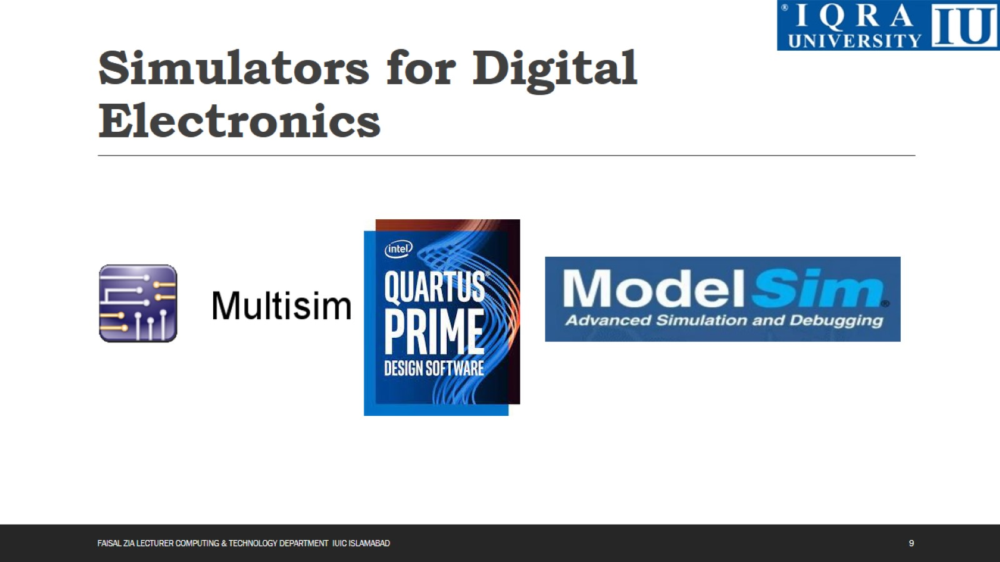 ® IQRA
UNIVERSITY IU
Simulators for Digital
Electronics
Multisim
intel
QUARTUS®
PRIME
DESIGN SOFTWARE
ModelSim®
Advanced Simulation and Debugging
FAISAL ZIA LECTURER COMPUTING & TECHNOLOGY DEPARTMENT IUIC ISLAMABAD
9